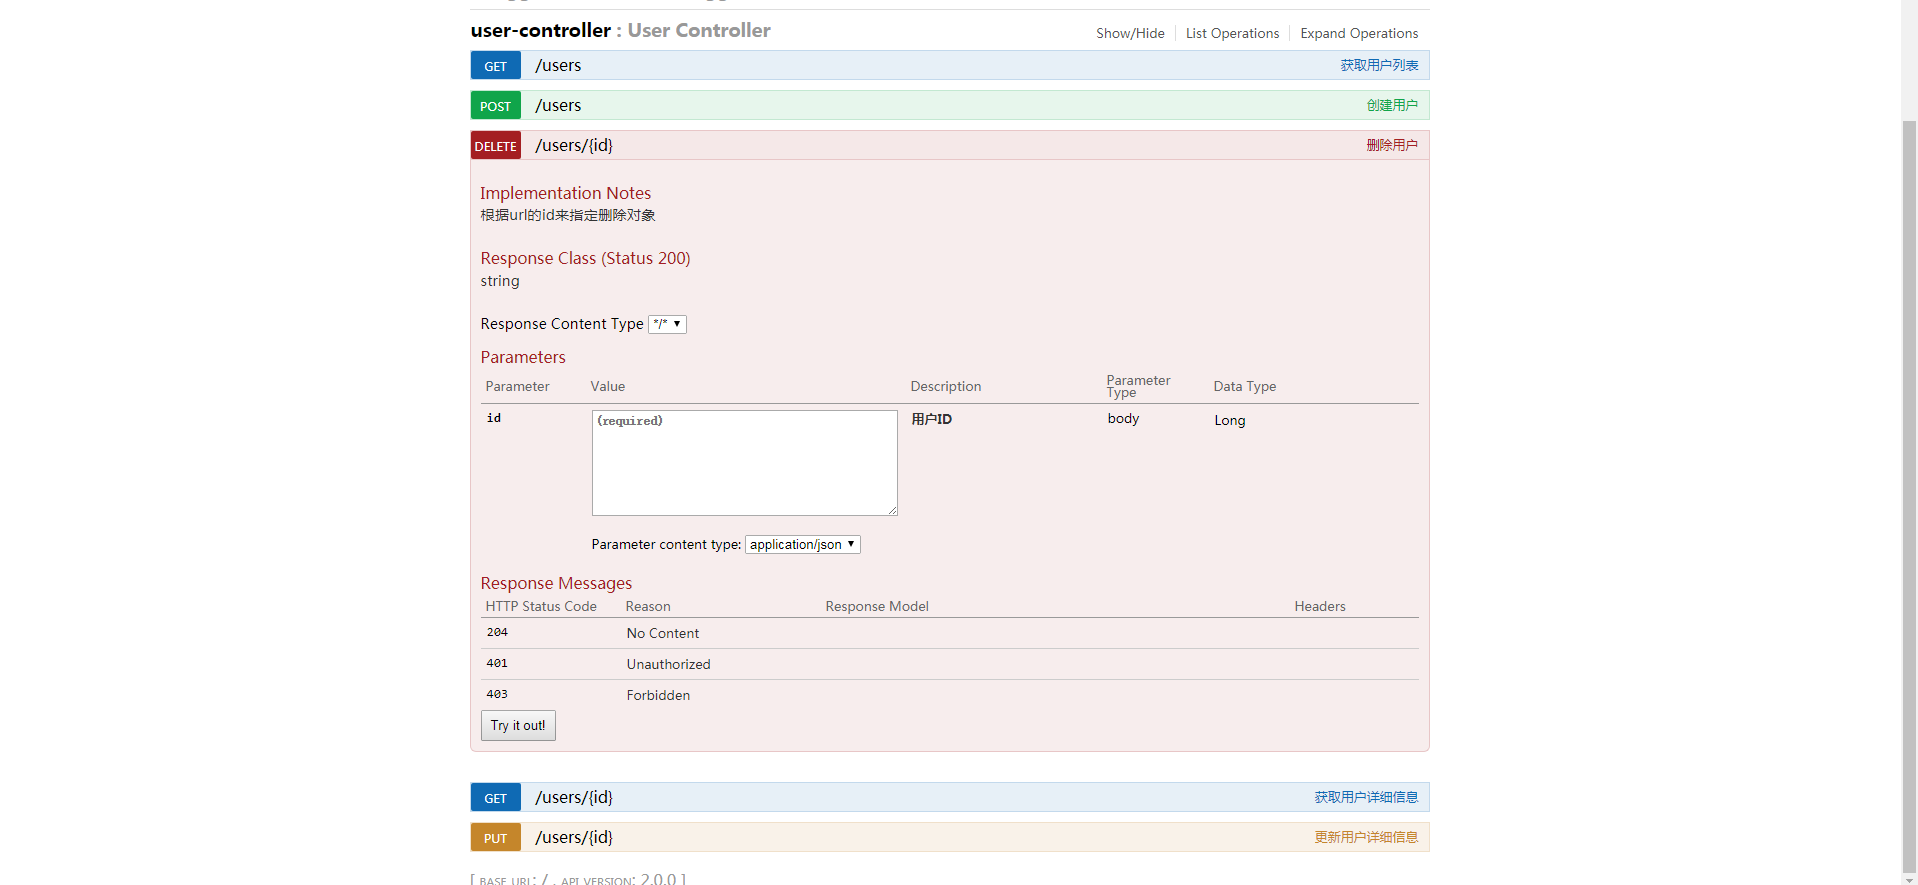 user-controller : User Controller
Show/Hide List Operations Expand Operations
GET /users 获取用户列表
POST /users 创建用户
DELETE /users/{id} 删除用户
Implementation Notes
根据url的id来指定删除对象
Response Class (Status 200)
string
Response Content Type */*
Parameters
Parameter Value Description Parameter Type Data Type
id (required) 用户ID body Long
Parameter content type: application/json
Response Messages
HTTP Status Code Reason Response Model Headers
204 No Content
401 Unauthorized
403 Forbidden
Try it out!
GET /users/{id} 获取用户详细信息
PUT /users/{id} 更新用户详细信息
[ BASE URL: / , API VERSION: 2.0.0 ]